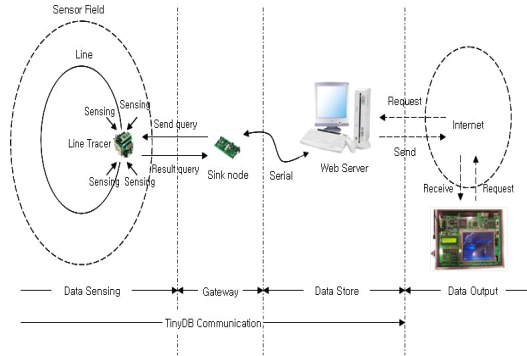 Sensor Field
Line
Sensing
Sensing
Send query
Line Tracer
Result query
Sensing
Sensing
Sink node
Serial
Web Server
Request
Send
Internet
Receive
Request
Data Sensing
Gateway
Data Store
Data Output
TinyDB Communication